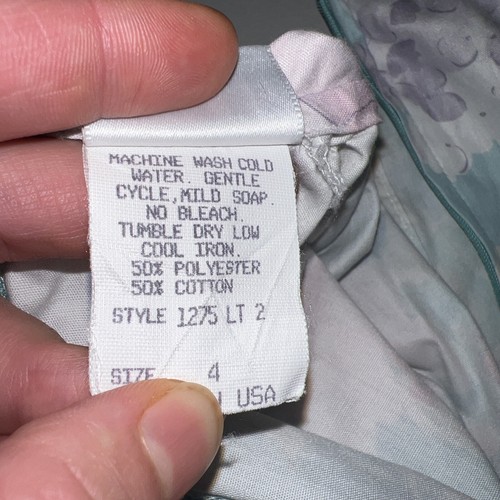 MACHINE WASH COLD
WATER. GENTLE
CYCLE, MILD SOAP.
NO BLEACH.
TUMBLE DRY LOW
COOL IRON.
50% POLYESTER
50% COTTON
STYLE 1275 LT 2
SIZE 4
USA